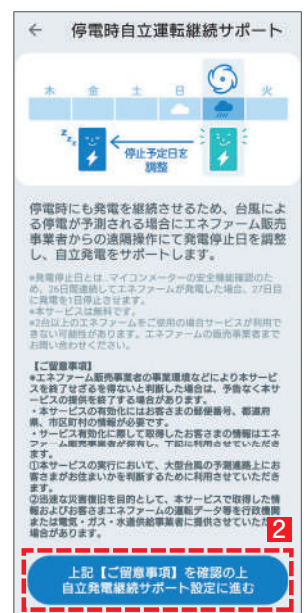 ← 停電時自立運転継続サポート
木 金 土 日 火
zzz
停止予定日を
調整
停電時にも発電を継続させるため、台風によ
る停電が予測される場合にエネファーム販売
事業者からの遠隔操作にて発電停止日を調整
し、自立発電をサポートします。
※発電停止日とは、マイコンメーターの安全機能確認のた
め、26日間連続してエネファームが発電した場合、27日目
に発電を1日停止させます。
※本サービスは無料です。
※2台以上のエネファームをご使用の場合サービスが利用で
きない可能性があります。エネファームの販売事業者まで
お問い合わせください。
【ご留意事項】
※エネファーム販売事業者の事業環境などにより本サービ
スを終了せざるを得ないと判断した場合は、予告なく本サ
ービスの提供を終了する場合があります。
・本サービスの有効化にはお客さまの郵便番号、都道府
県、市区町村の情報が必要です。
・サービス有効化に際して取得したお客さまの情報はエネ
ファーム販売事業者が保有し、下記に利用させていただき
ます。
①本サービスの実行において、大型台風の予測進路上にお
客さまがお住まいかを判断するために利用させていただき
ます。
②迅速な災害復旧を目的として、本サービスで取得した情
報およびお客さまエネファームの運転データ等を行政機関
または電気・ガス・水道供給事業者に提供させていただく
場合があります。
2
上記【ご留意事項】を確認の上
自立発電継続サポート設定に進む